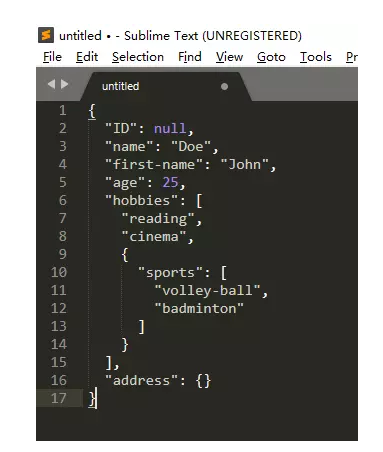 untitled • - Sublime Text (UNREGISTERED)
File Edit Selection Find View Goto Tools Pr
untitled
1 {
2   "ID": null,
3   "name": "Doe",
4   "first-name": "John",
5   "age": 25,
6   "hobbies": [
7     "reading",
8     "cinema",
9     {
10       "sports": [
11         "volley-ball",
12         "badminton"
13       ]
14     }
15   ],
16   "address": {}
17 }